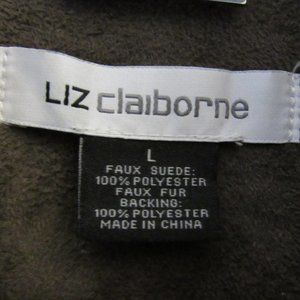 LIZ claiborne
L
FAUX SUEDE:
100% POLYESTER
FAUX FUR
BACKING:
100% POLYESTER
MADE IN CHINA